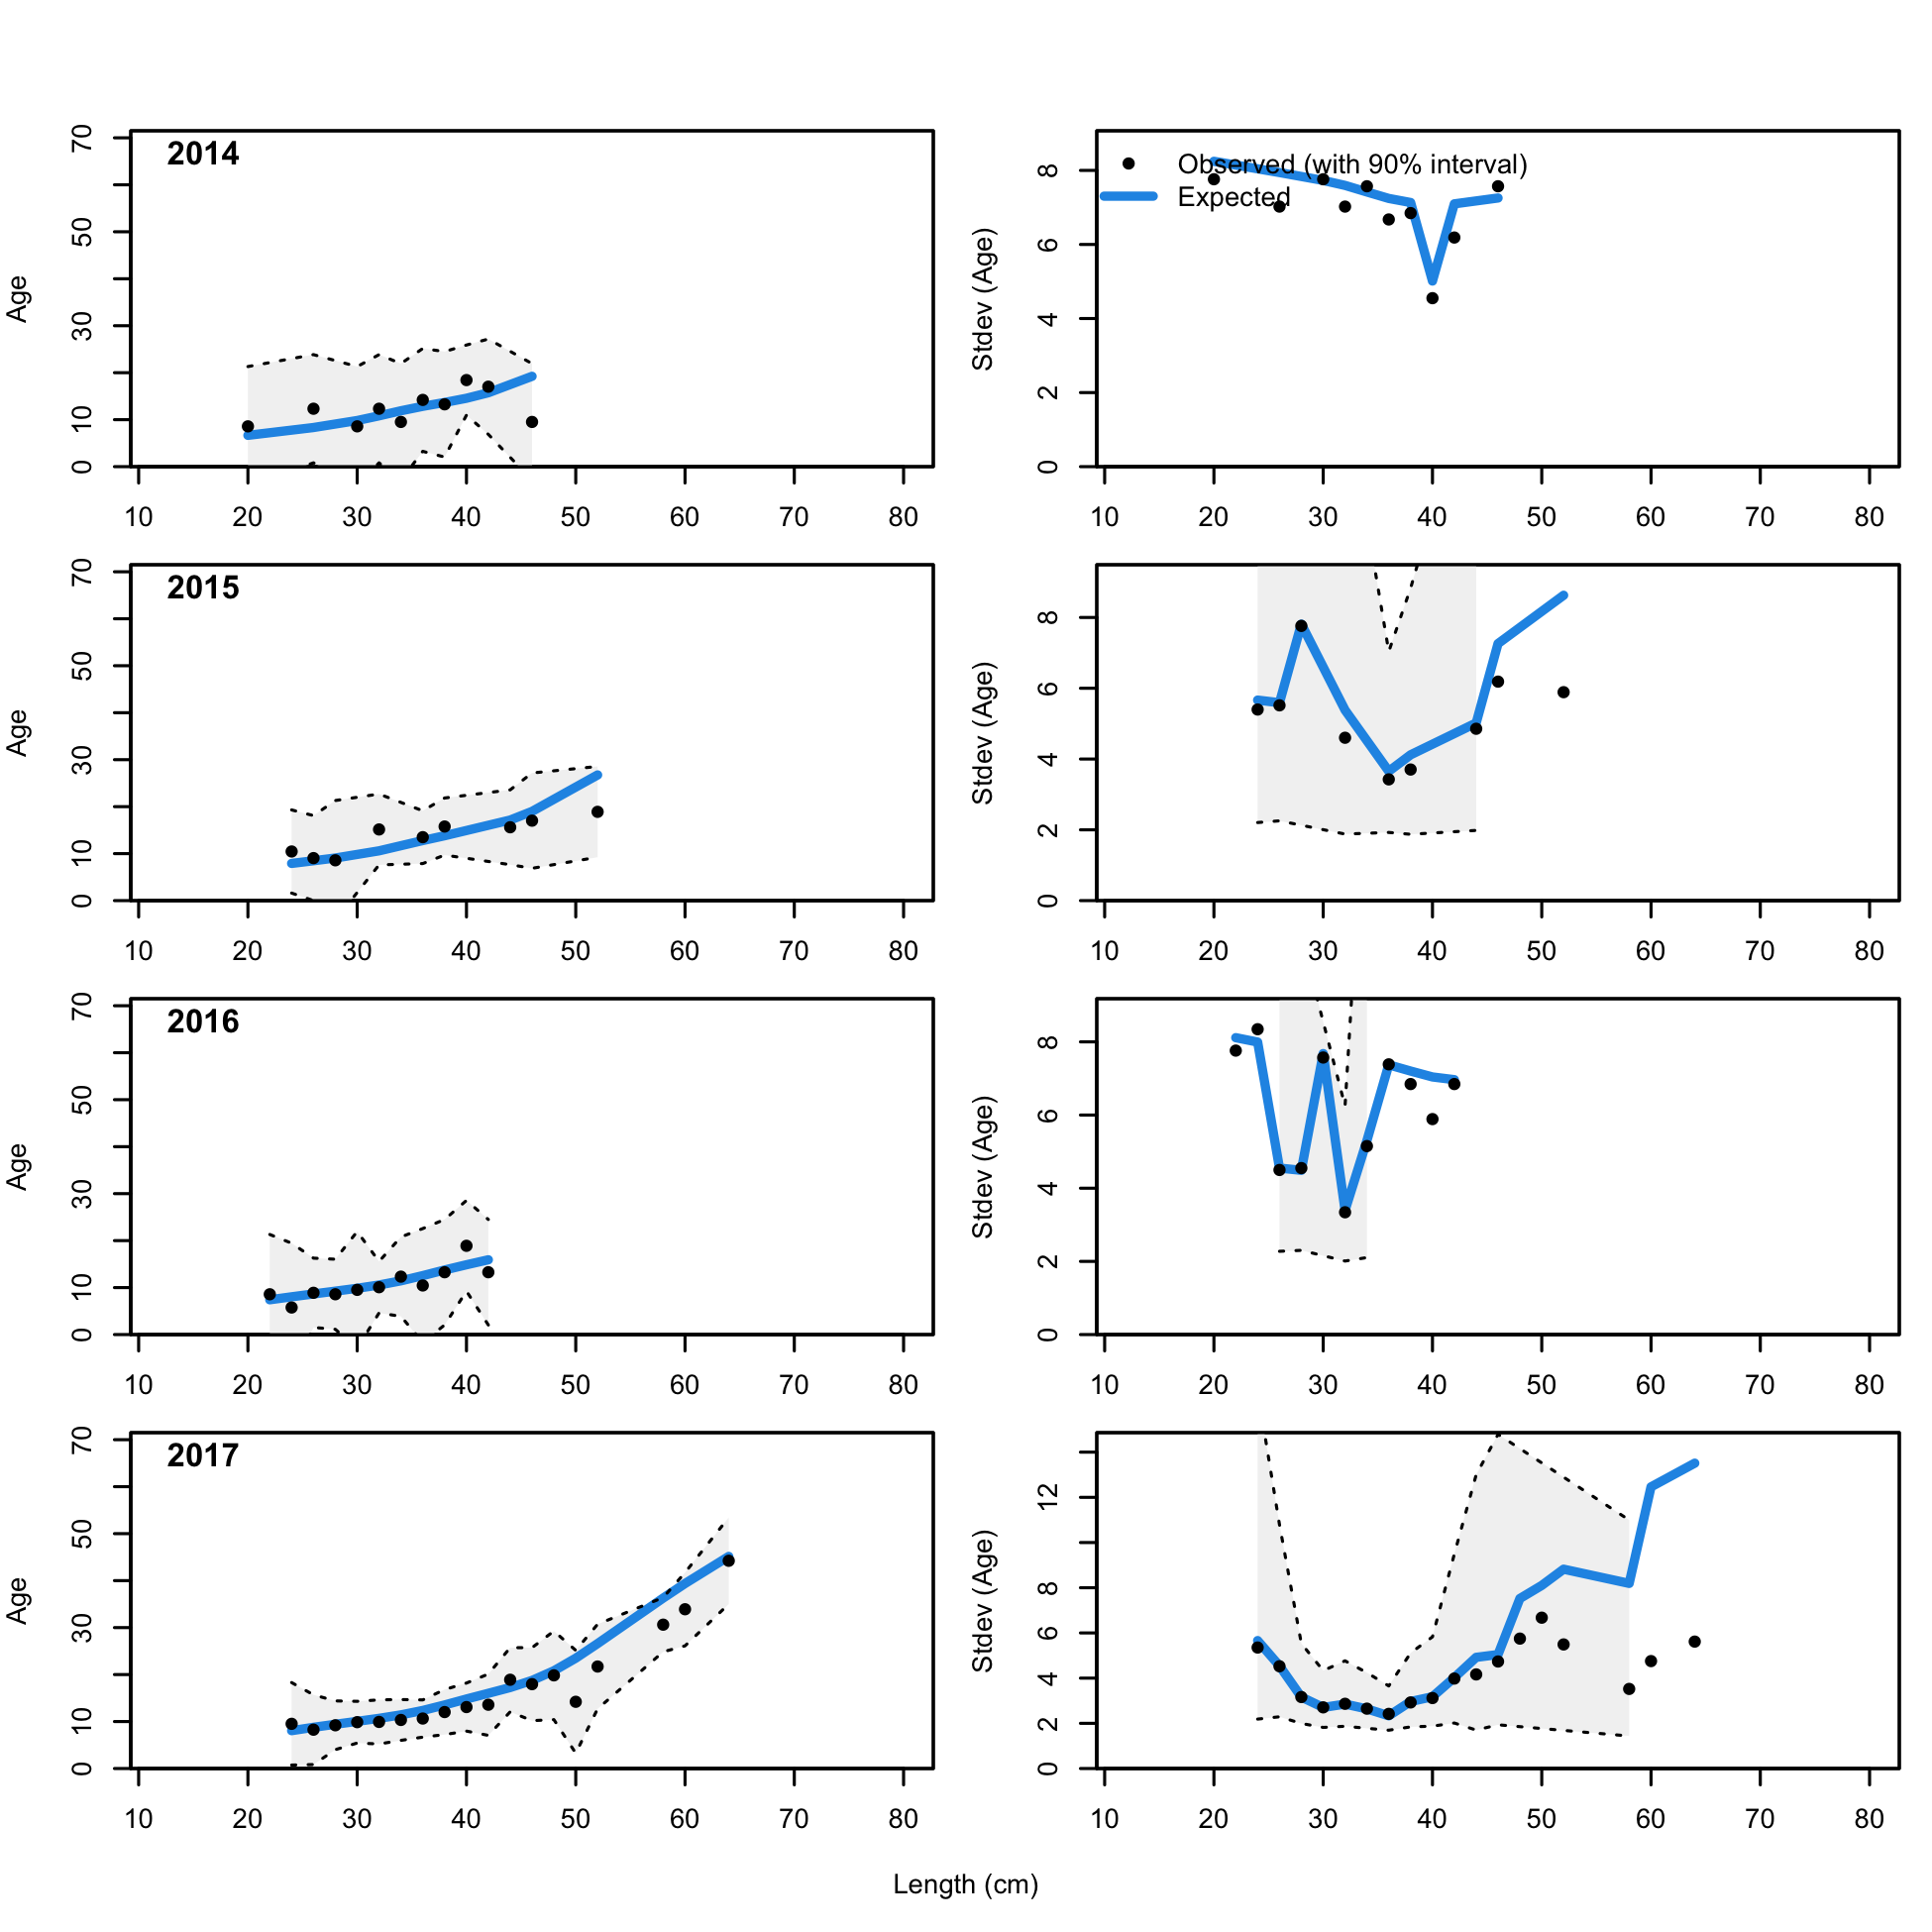 2014
Age
0 10 30 50 70
10 20 30 40 50 60 70 80
Observed (with 90% interval)
Expected
Stdev (Age)
0 2 4 6 8
10 20 30 40 50 60 70 80
2015
Age
0 10 30 50 70
10 20 30 40 50 60 70 80
Stdev (Age)
0 2 4 6 8
10 20 30 40 50 60 70 80
2016
Age
0 10 30 50 70
10 20 30 40 50 60 70 80
Stdev (Age)
0 2 4 6 8
10 20 30 40 50 60 70 80
2017
Age
0 10 30 50 70
10 20 30 40 50 60 70 80
Stdev (Age)
0 2 4 6 8 12
10 20 30 40 50 60 70 80
Length (cm)